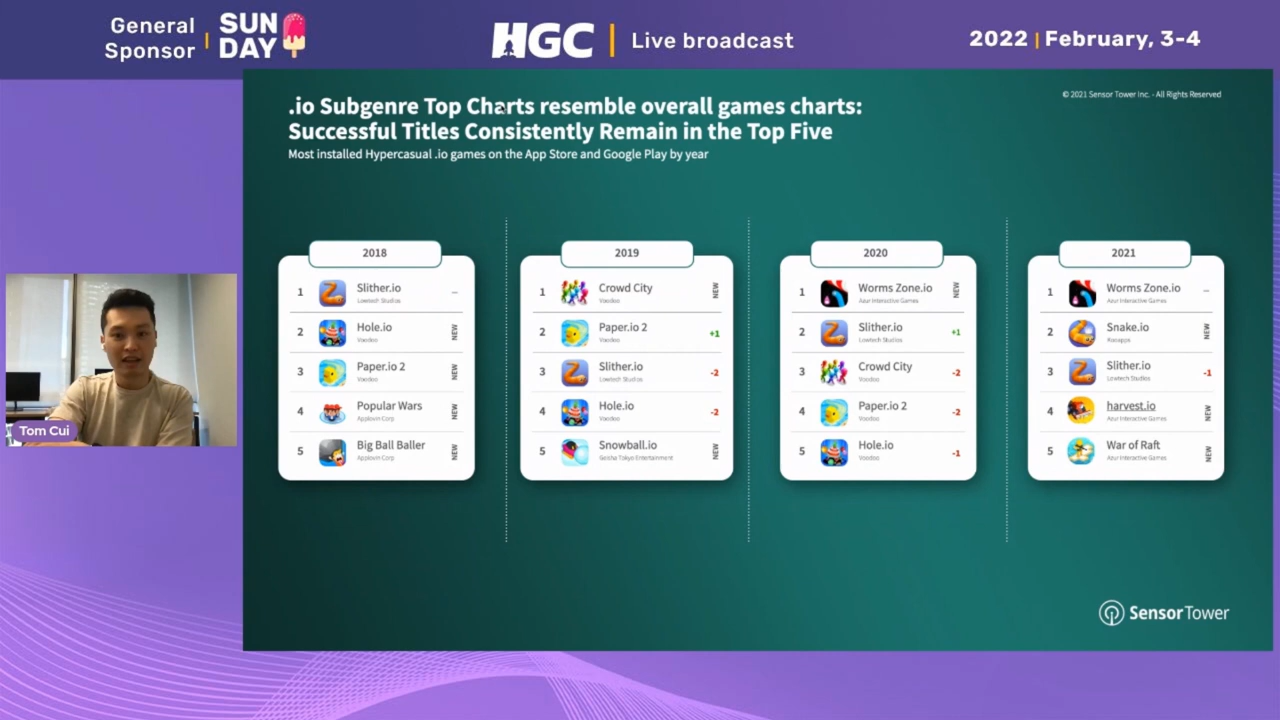 General
Sponsor
SUN
DAY
HGC
Live broadcast
2022 | February, 3-4
.io Subgenre Top Charts resemble overall games charts:
Successful Titles Consistently Remain in the Top Five
Most installed Hypercasual .io games on the App Store and Google Play by year
© 2021 Sensor Tower Inc. - All Rights Reserved
2018
Slither.io –
Lowtech Studios
2 Hole.io NEW
Voodoo
3 Paper.io 2 NEW
Voodoo
4 Popular Wars NEW
Applovin Corp
5 Big Ball Baller NEW
Applovin Corp
2019
1 Crowd City NEW
Voodoo
2 Paper.io 2 +1
Voodoo
3 Slither.io -2
Lowtech Studios
4 Hole.io -2
Voodoo
5 Snowball.io NEW
Geisha Tokyo Entertainment
2020
1 Worms Zone.io NEW
Azur Interactive Games
2 Slither.io +1
Lowtech Studios
3 Crowd City -2
Voodoo
4 Paper.io 2 -2
Voodoo
5 Hole.io -1
Voodoo
2021
1 Worms Zone.io –
Azur Interactive Games
2 Snake.io NEW
Kooapps
3 Slither.io -1
Lowtech Studios
4 harvest.io NEW
Azur Interactive Games
5 War of Raft NEW
Azur Interactive Games
Tom Cui
SensorTower